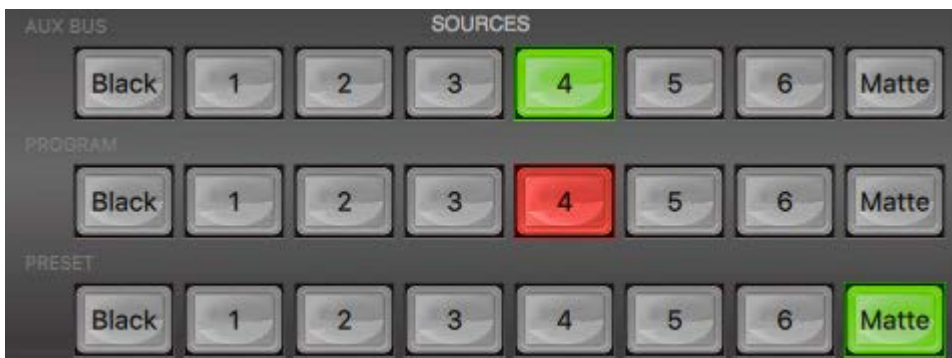 AUX BUS SOURCES
Black 1 2 3 4 5 6 Matte
PROGRAM
Black 1 2 3 4 5 6 Matte
PRESET
Black 1 2 3 4 5 6 Matte